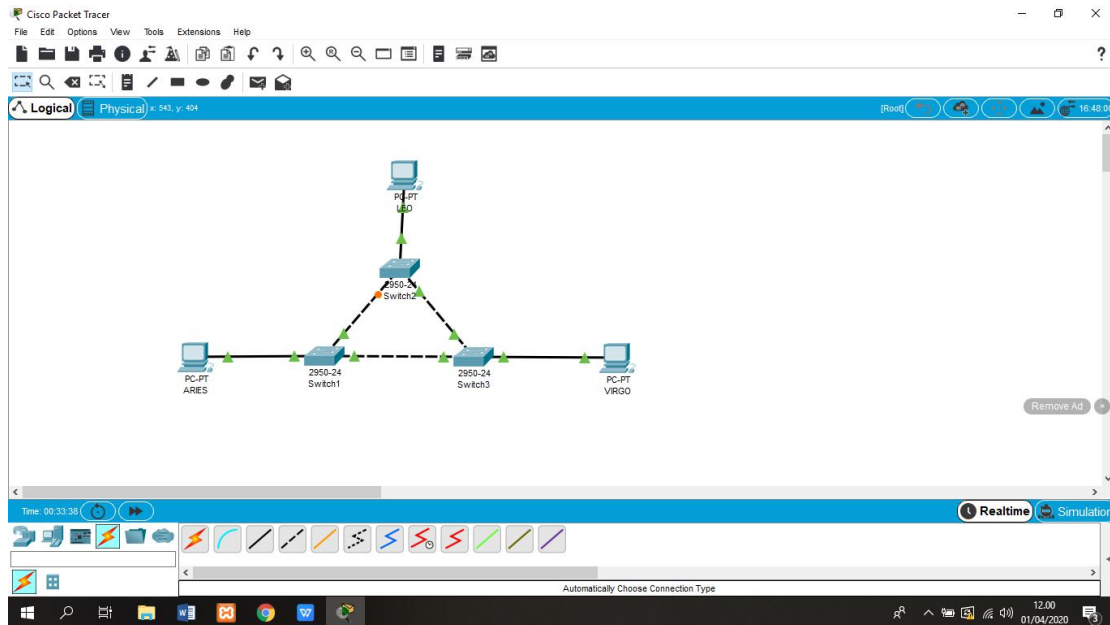 Cisco Packet Tracer
File Edit Options View Tools Extensions Help
?
Logical Physical x: 543, y: 404 [Root] 16:48:00
PC-PT
LEO
2950-24
Switch2
PC-PT
ARIES
2950-24
Switch1
2950-24
Switch3
PC-PT
VIRGO
Remove Ad
Time: 00:33:38 Realtime Simulation
Automatically Choose Connection Type
12.00
01/04/2020
3